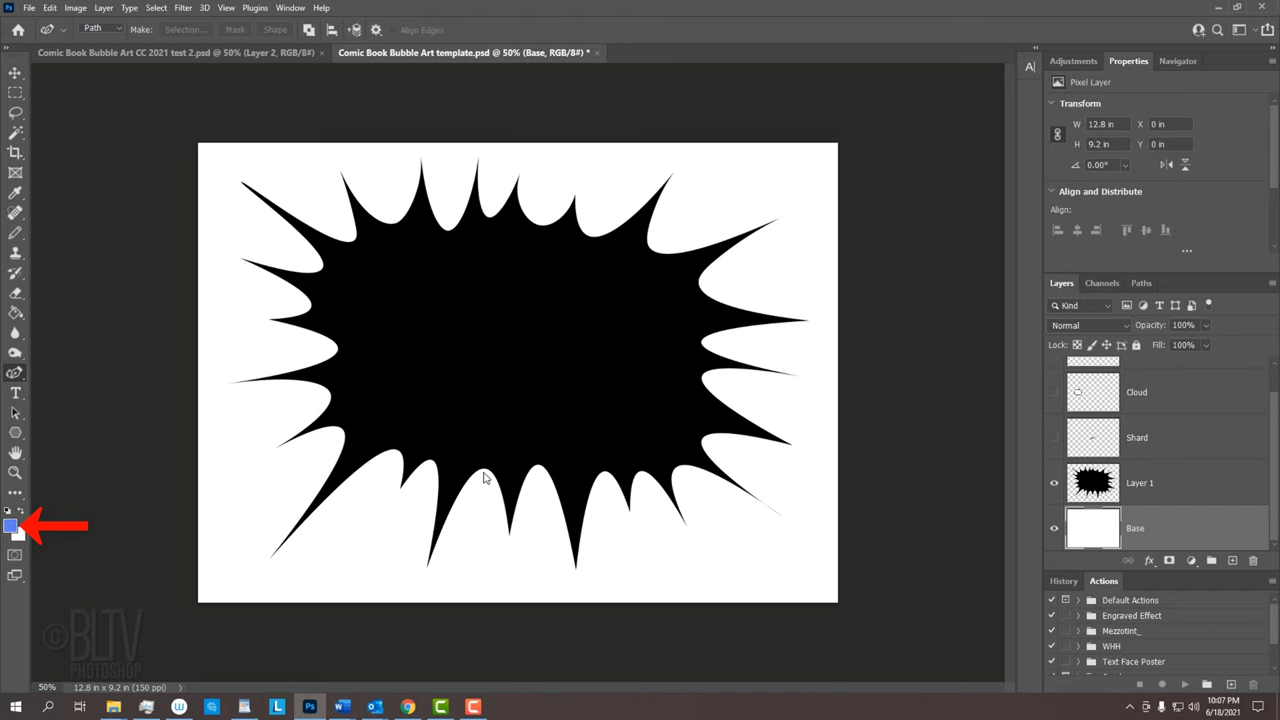 Ps File Edit Image Layer Type Select Filter 3D View Plugins Window Help
Path Make: Selection... Mask Shape Align Edges
Comic Book Bubble Art CC 2021 test 2.psd @ 50% (Layer 2, RGB/8#) × Comic Book Bubble Art template.psd @ 50% (Base, RGB/8#) * ×
Adjustments Properties Navigator
Pixel Layer
Transform
W 12.8 in X 0 in
H 9.2 in Y 0 in
0.00°
Align and Distribute
Align:
...
Layers Channels Paths
Kind
Normal Opacity: 100%
Lock: Fill: 100%
Cloud
Shard
Layer 1
Base
fx
History Actions
Default Actions
Engraved Effect
Mezzotint_
WHH
Text Face Poster
©BLTV
PHOTOSHOP
50% 12.8 in x 9.2 in (150 ppi)
10:07 PM
6/18/2021